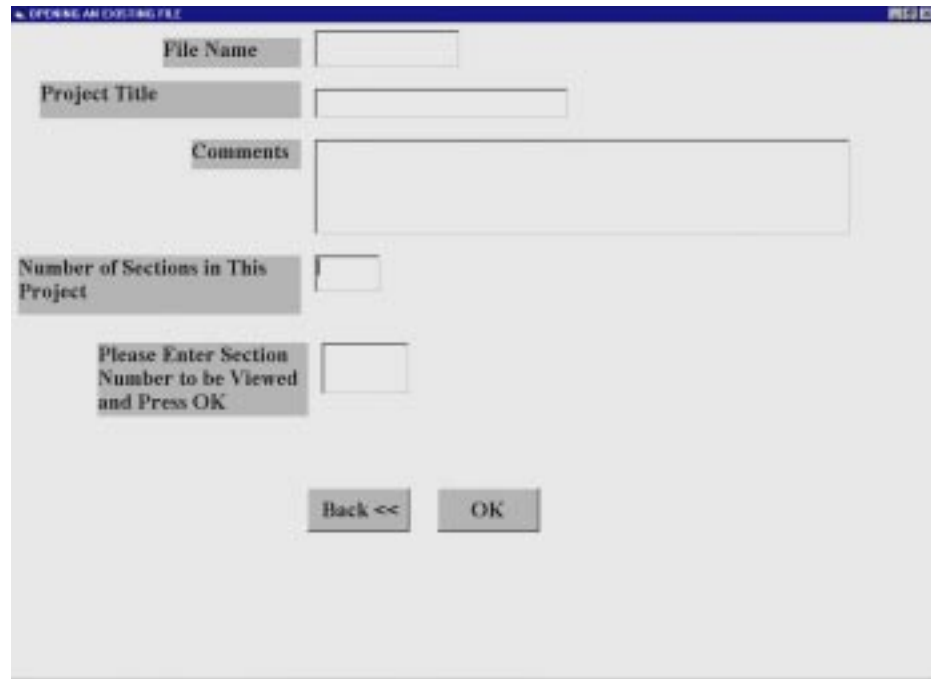 OPENING AN EXISTING FILE
File Name
Project Title
Comments
Number of Sections in This
Project
Please Enter Section
Number to be Viewed
and Press OK
Back <<
OK